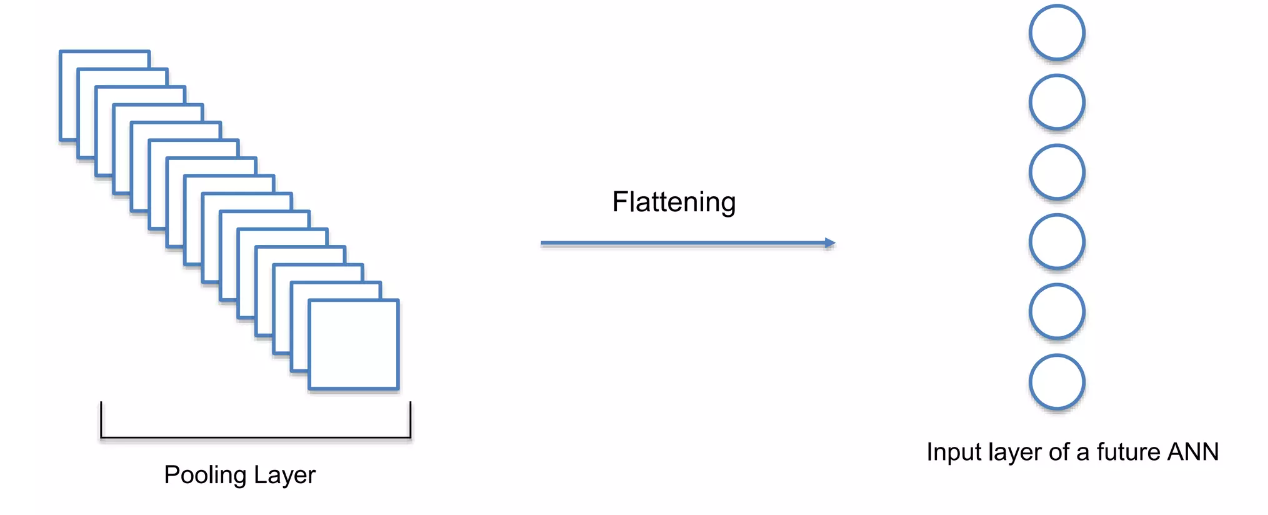 Flattening
Pooling Layer
Input layer of a future ANN